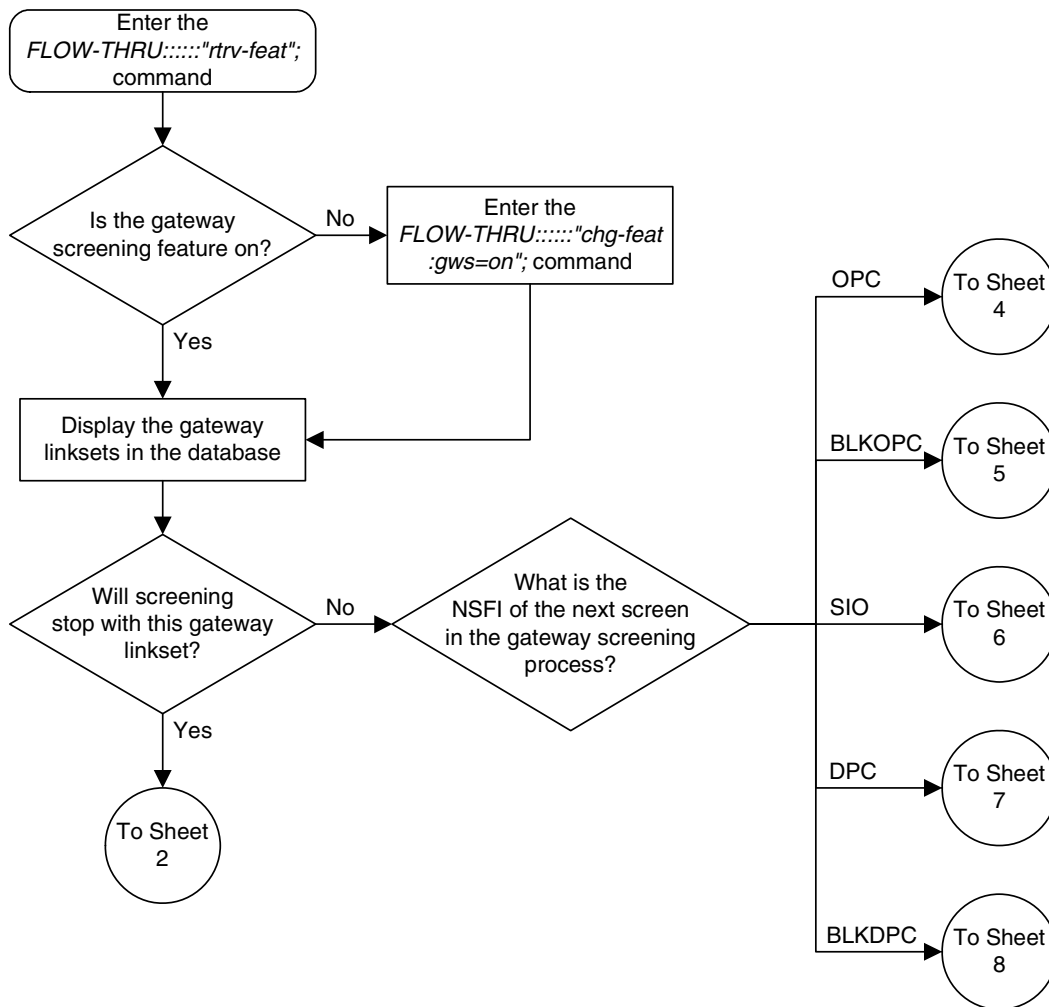 Enter the
FLOW-THRU::::::"rtrv-feat";
command
Is the gateway
screening feature on?
No
Enter the
FLOW-THRU::::::"chg-feat
:gws=on"; command
Yes
Display the gateway
linksets in the database
Will screening
stop with this gateway
linkset?
No
What is the
NSFI of the next screen
in the gateway screening
process?
Yes
To Sheet
2
OPC
To Sheet
4
BLKOPC
To Sheet
5
SIO
To Sheet
6
DPC
To Sheet
7
BLKDPC
To Sheet
8